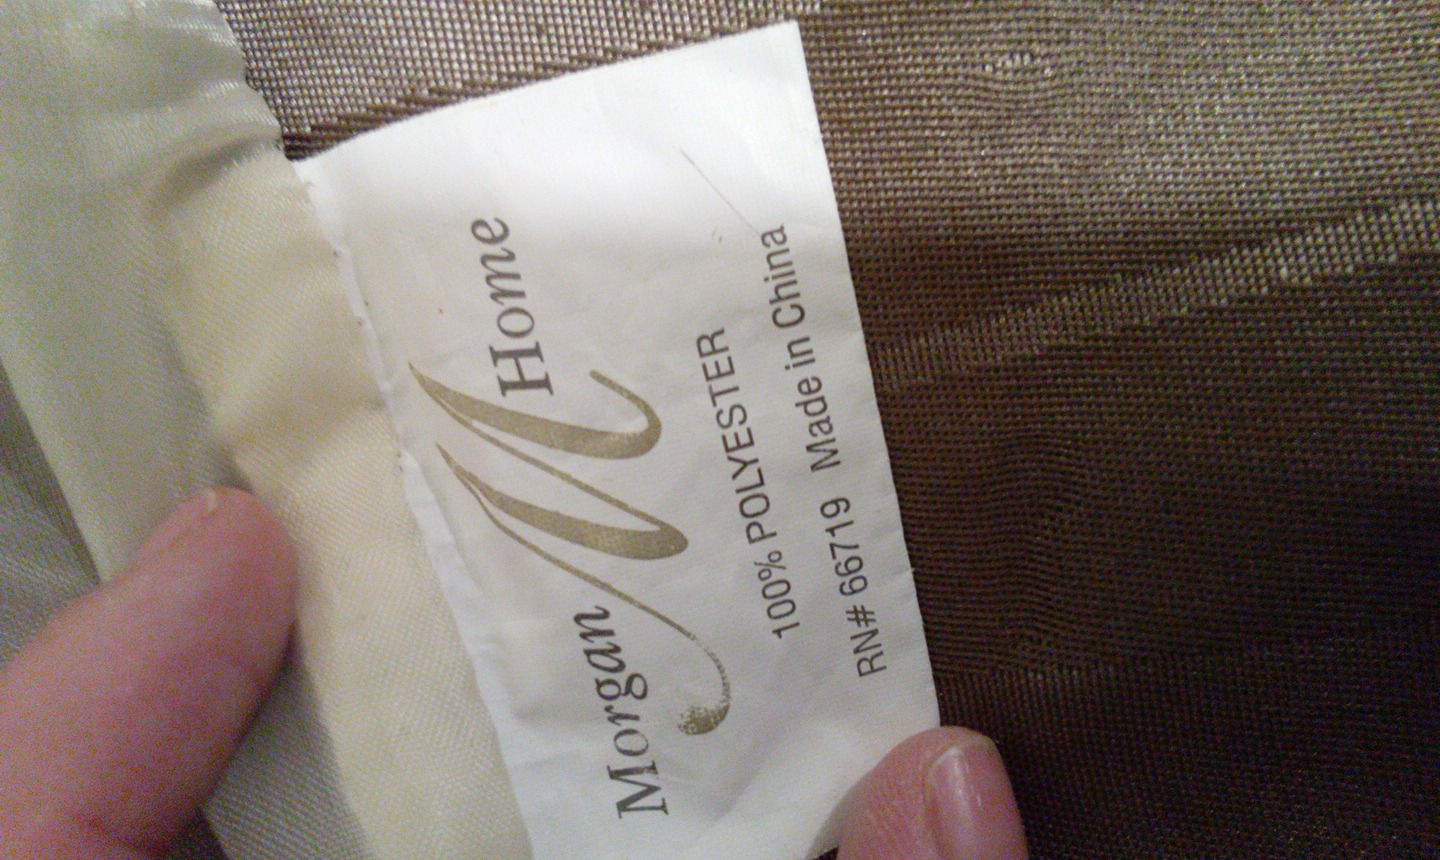 Morgan M Home
100% POLYESTER
RN# 66719 Made in China